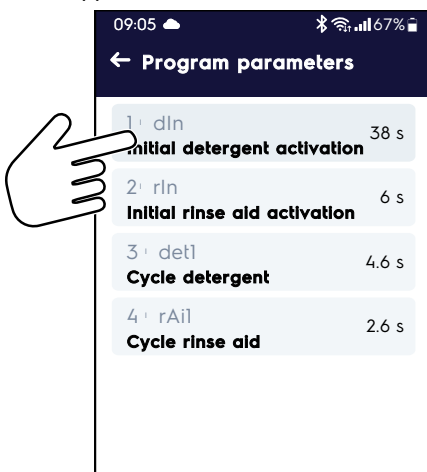 09:05 67%
Program parameters
1 dIn
Initial detergent activation 38 s
2 rIn
Initial rinse aid activation 6 s
3 det1
Cycle detergent 4.6 s
4 rAi1
Cycle rinse aid 2.6 s